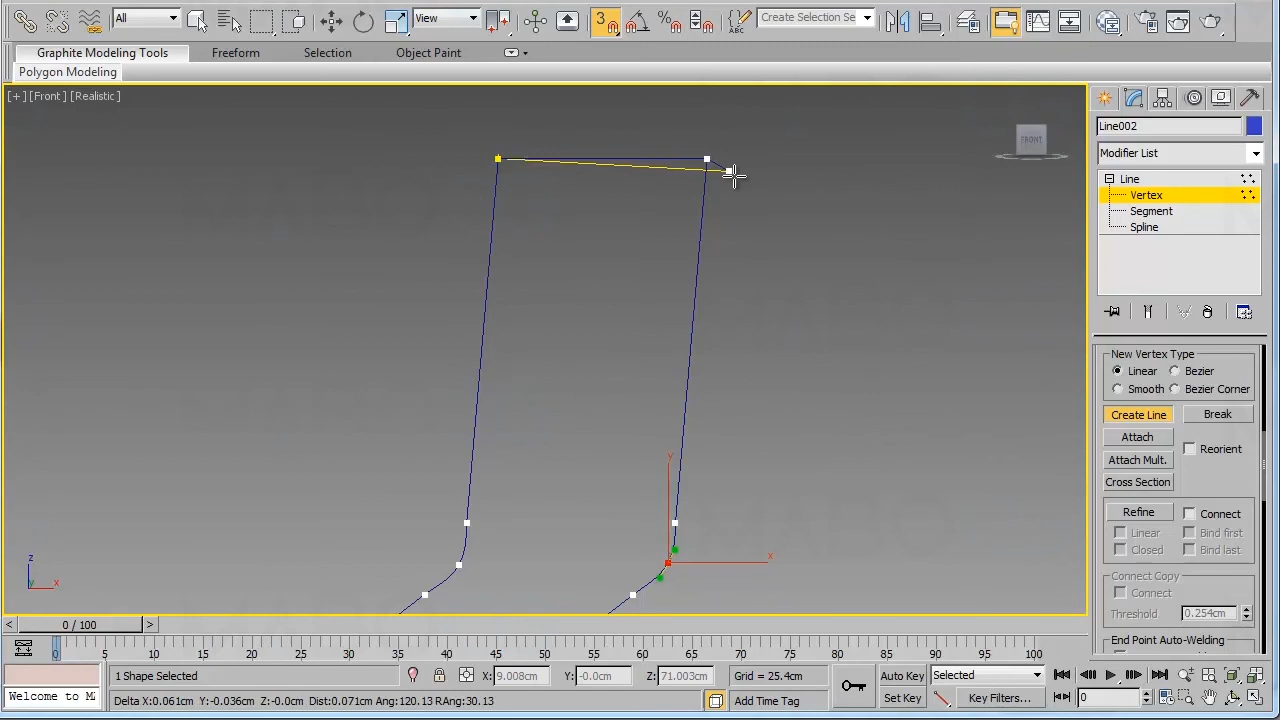 All
View
3
ABC
Create Selection Se
Graphite Modeling Tools
Freeform
Selection
Object Paint
Polygon Modeling
[+] [Front] [Realistic]
FRONT
Line002
Modifier List
Line
Vertex
Segment
Spline
New Vertex Type
Linear
Bezier
Smooth
Bezier Corner
Create Line
Break
Attach
Reorient
Attach Mult.
Cross Section
Refine
Connect
Linear
Bind first
Closed
Bind last
Connect Copy
Connect
Threshold
0.254cm
End Point Auto-Welding
y
x
z
y
x
< 0 / 100 >
0 5 10 15 20 25 30 35 40 45 50 55 60 65 70 75 80 85 90 95 100
1 Shape Selected
X: 9.008cm
Y: -0.0cm
Z: 71.003cm
Grid = 25.4cm
Auto Key
Selected
Welcome to MA
Delta X:0.061cm Y:-0.036cm Z:-0.0cm Dist:0.071cm Ang:120.13 RAng:30.13
Add Time Tag
Set Key
Key Filters...
0